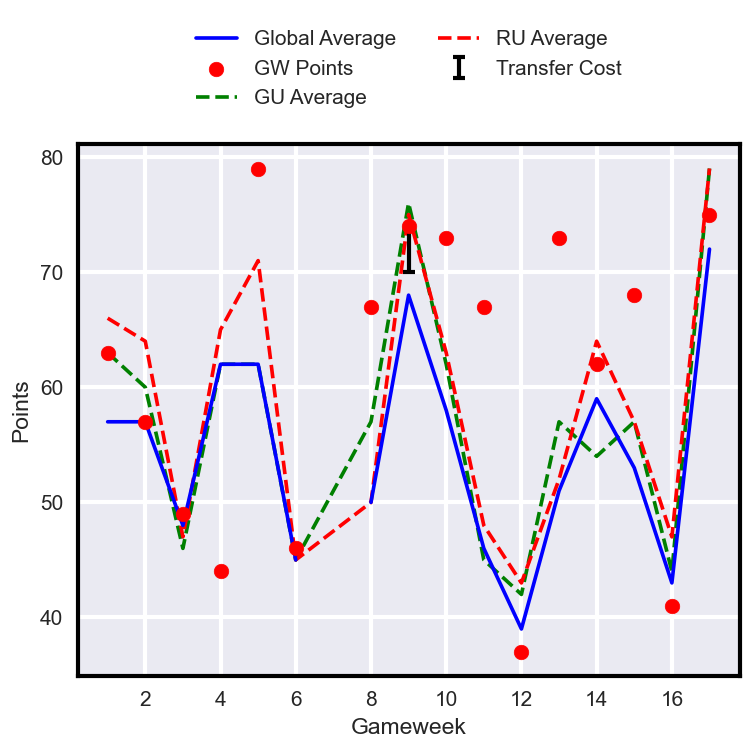 Global Average
GW Points
GU Average
RU Average
Transfer Cost
80
70
60
50
40
Points
2 4 6 8 10 12 14 16
Gameweek